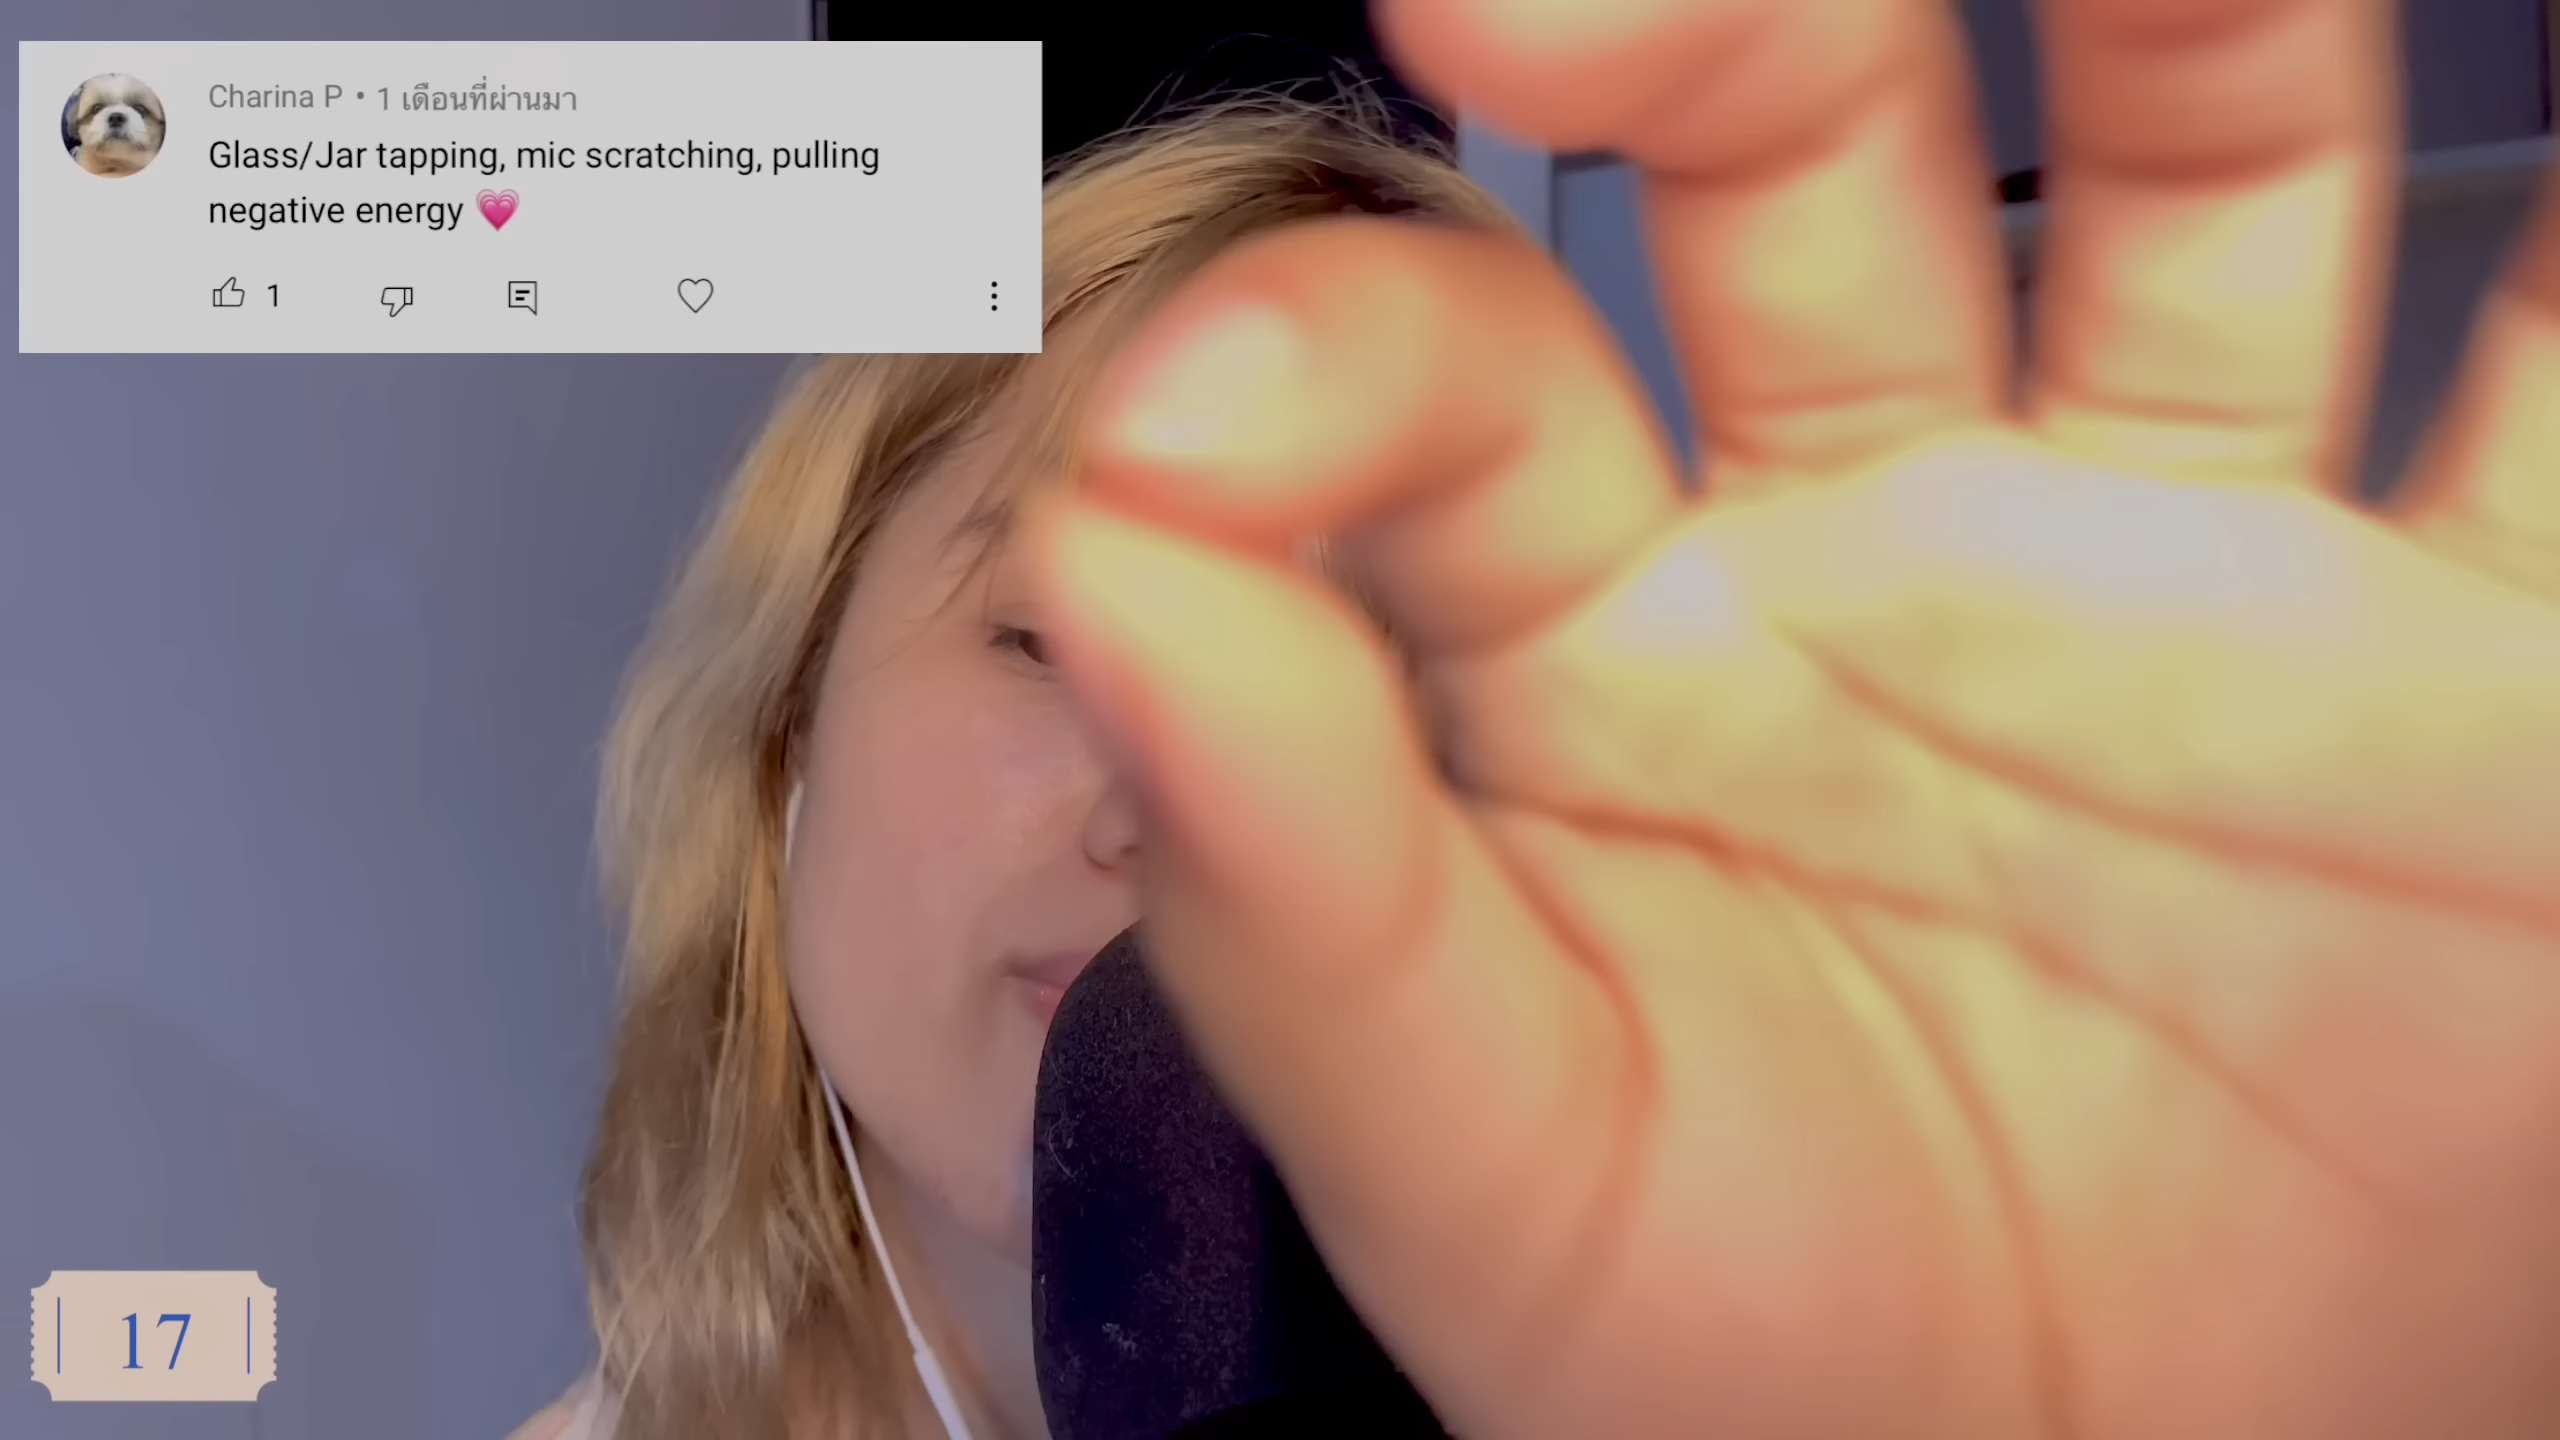 Charina P • 1 เดือนที่ผ่านมา
Glass/Jar tapping, mic scratching, pulling
negative energy 💗
1
17